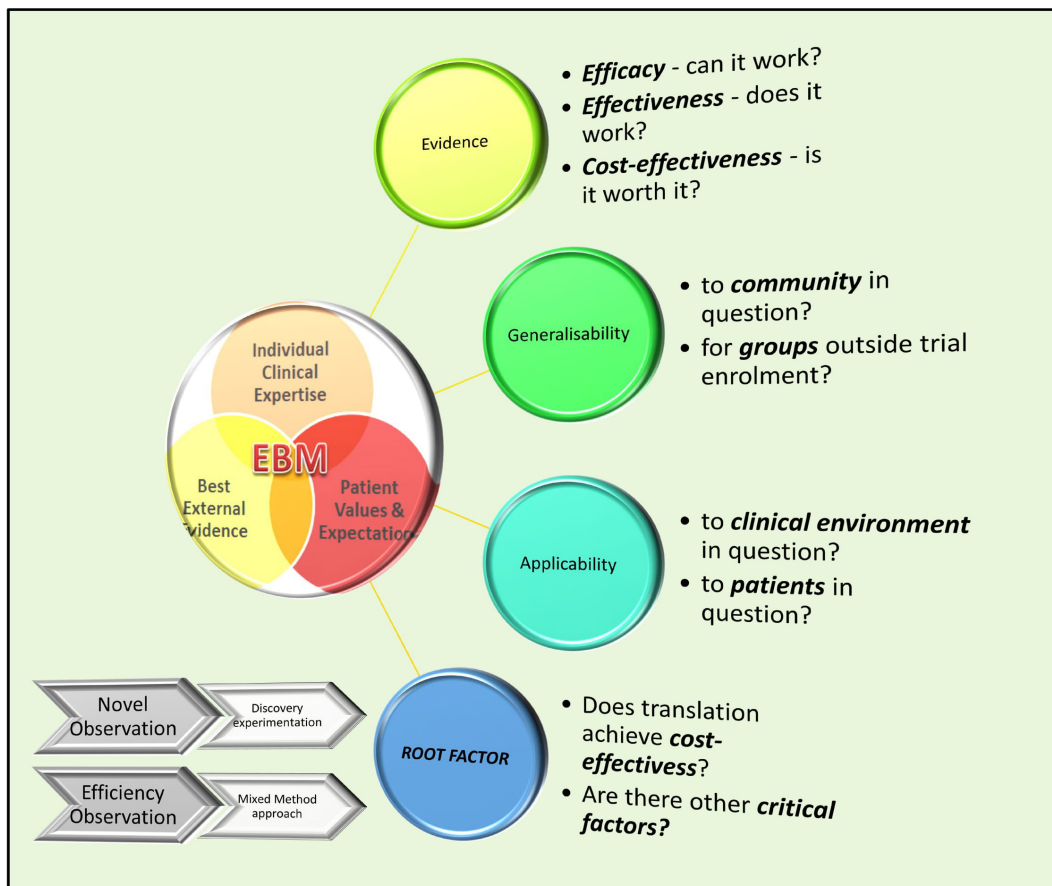 Evidence
• Efficacy - can it work?
• Effectiveness - does it
work?
• Cost-effectiveness - is
it worth it?
Generalisability
• to community in
question?
• for groups outside trial
enrolment?
Individual
Clinical
Expertise
EBM
Best
External
Evidence
Patient
Values &
Expectation
Applicability
• to clinical environment
in question?
• to patients in
question?
Novel
Observation
Discovery
experimentation
Efficiency
Observation
Mixed Method
approach
ROOT FACTOR
• Does translation
achieve cost-
effectivess?
• Are there other critical
factors?